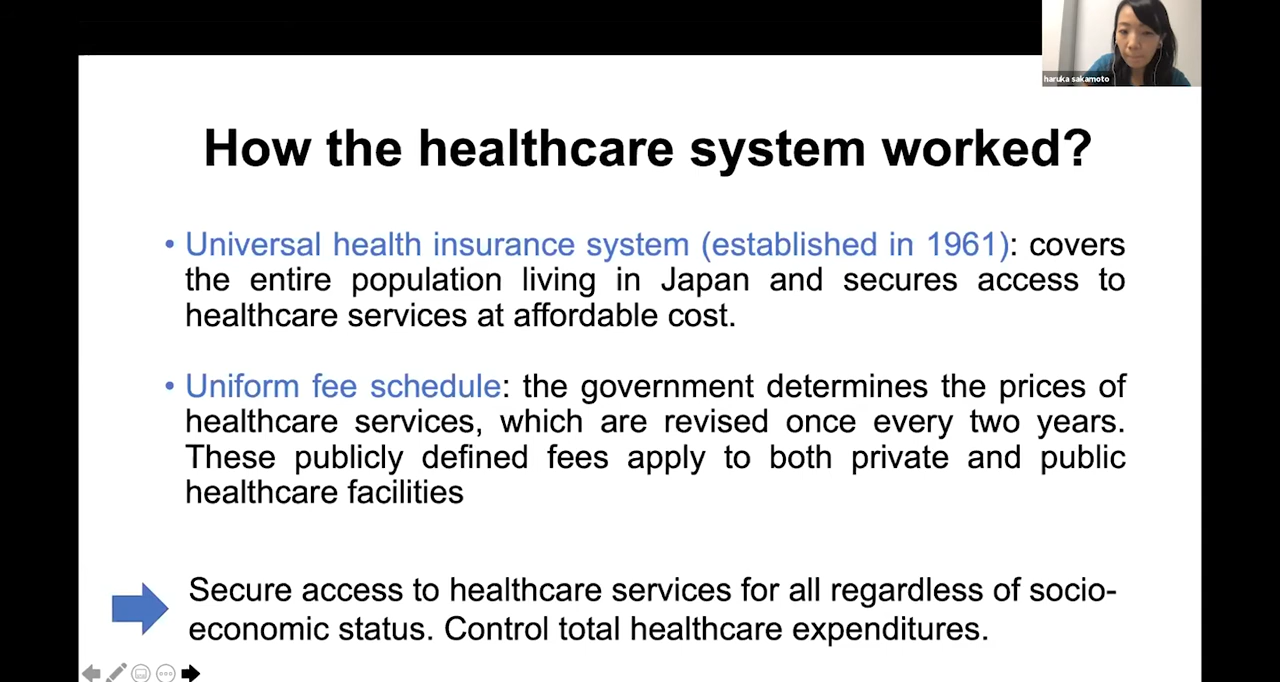 haruka sakamoto
How the healthcare system worked?
• Universal health insurance system (established in 1961): covers
the entire population living in Japan and secures access to
healthcare services at affordable cost.
• Uniform fee schedule: the government determines the prices of
healthcare services, which are revised once every two years.
These publicly defined fees apply to both private and public
healthcare facilities
Secure access to healthcare services for all regardless of socio-
economic status. Control total healthcare expenditures.